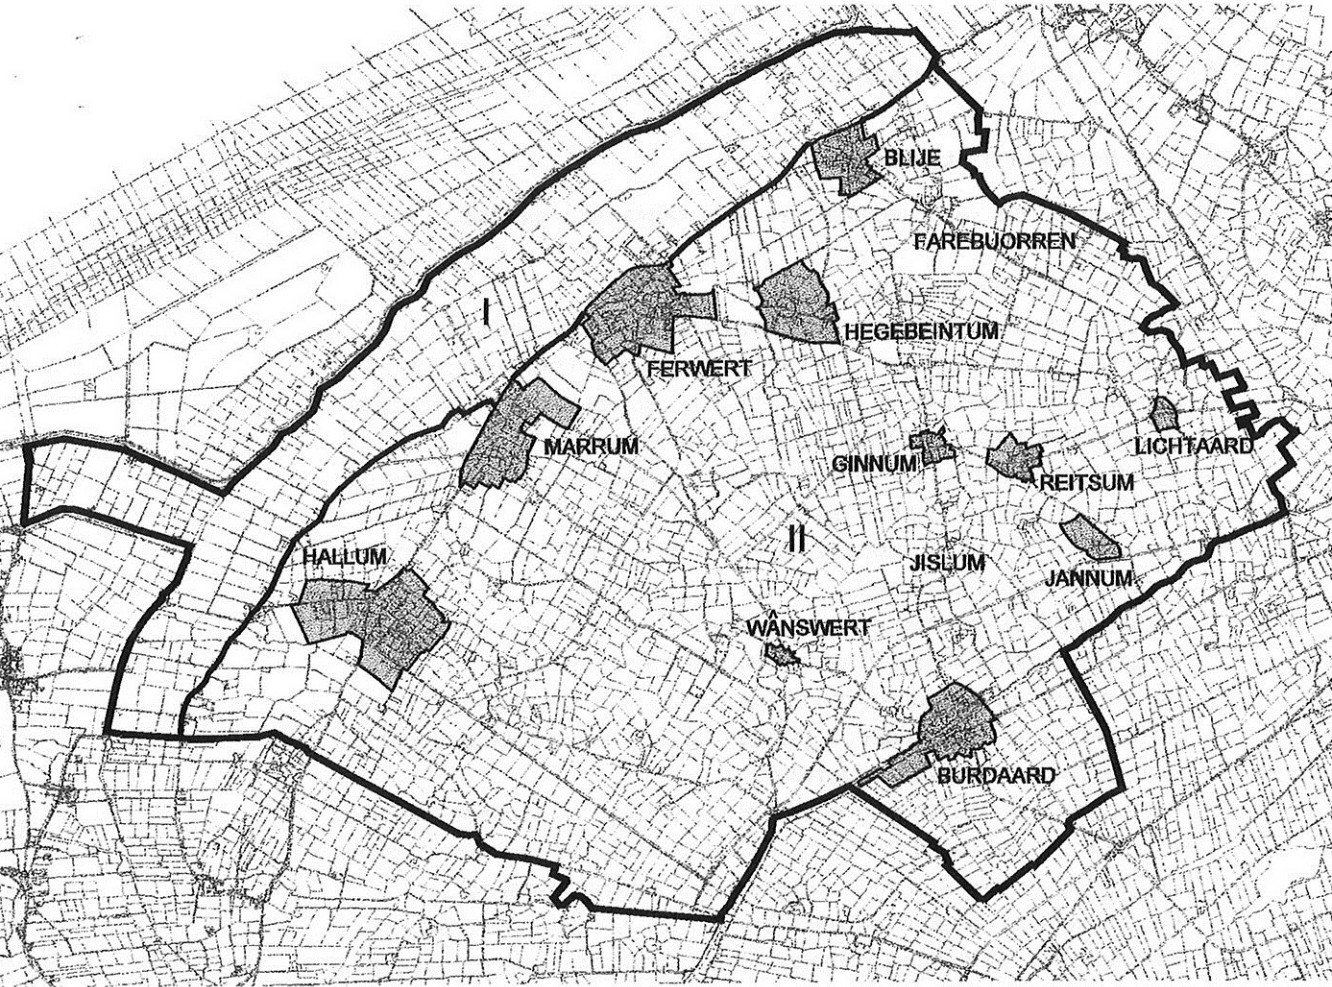 BLIJE
FAREBUORREN
I
HEGEBEINTUM
FERWERT
MARRUM
LICHTAARD
GINNUM
REITSUM
II
HALLUM
JISLUM
JANNUM
WÂNSWERT
BURDAARD